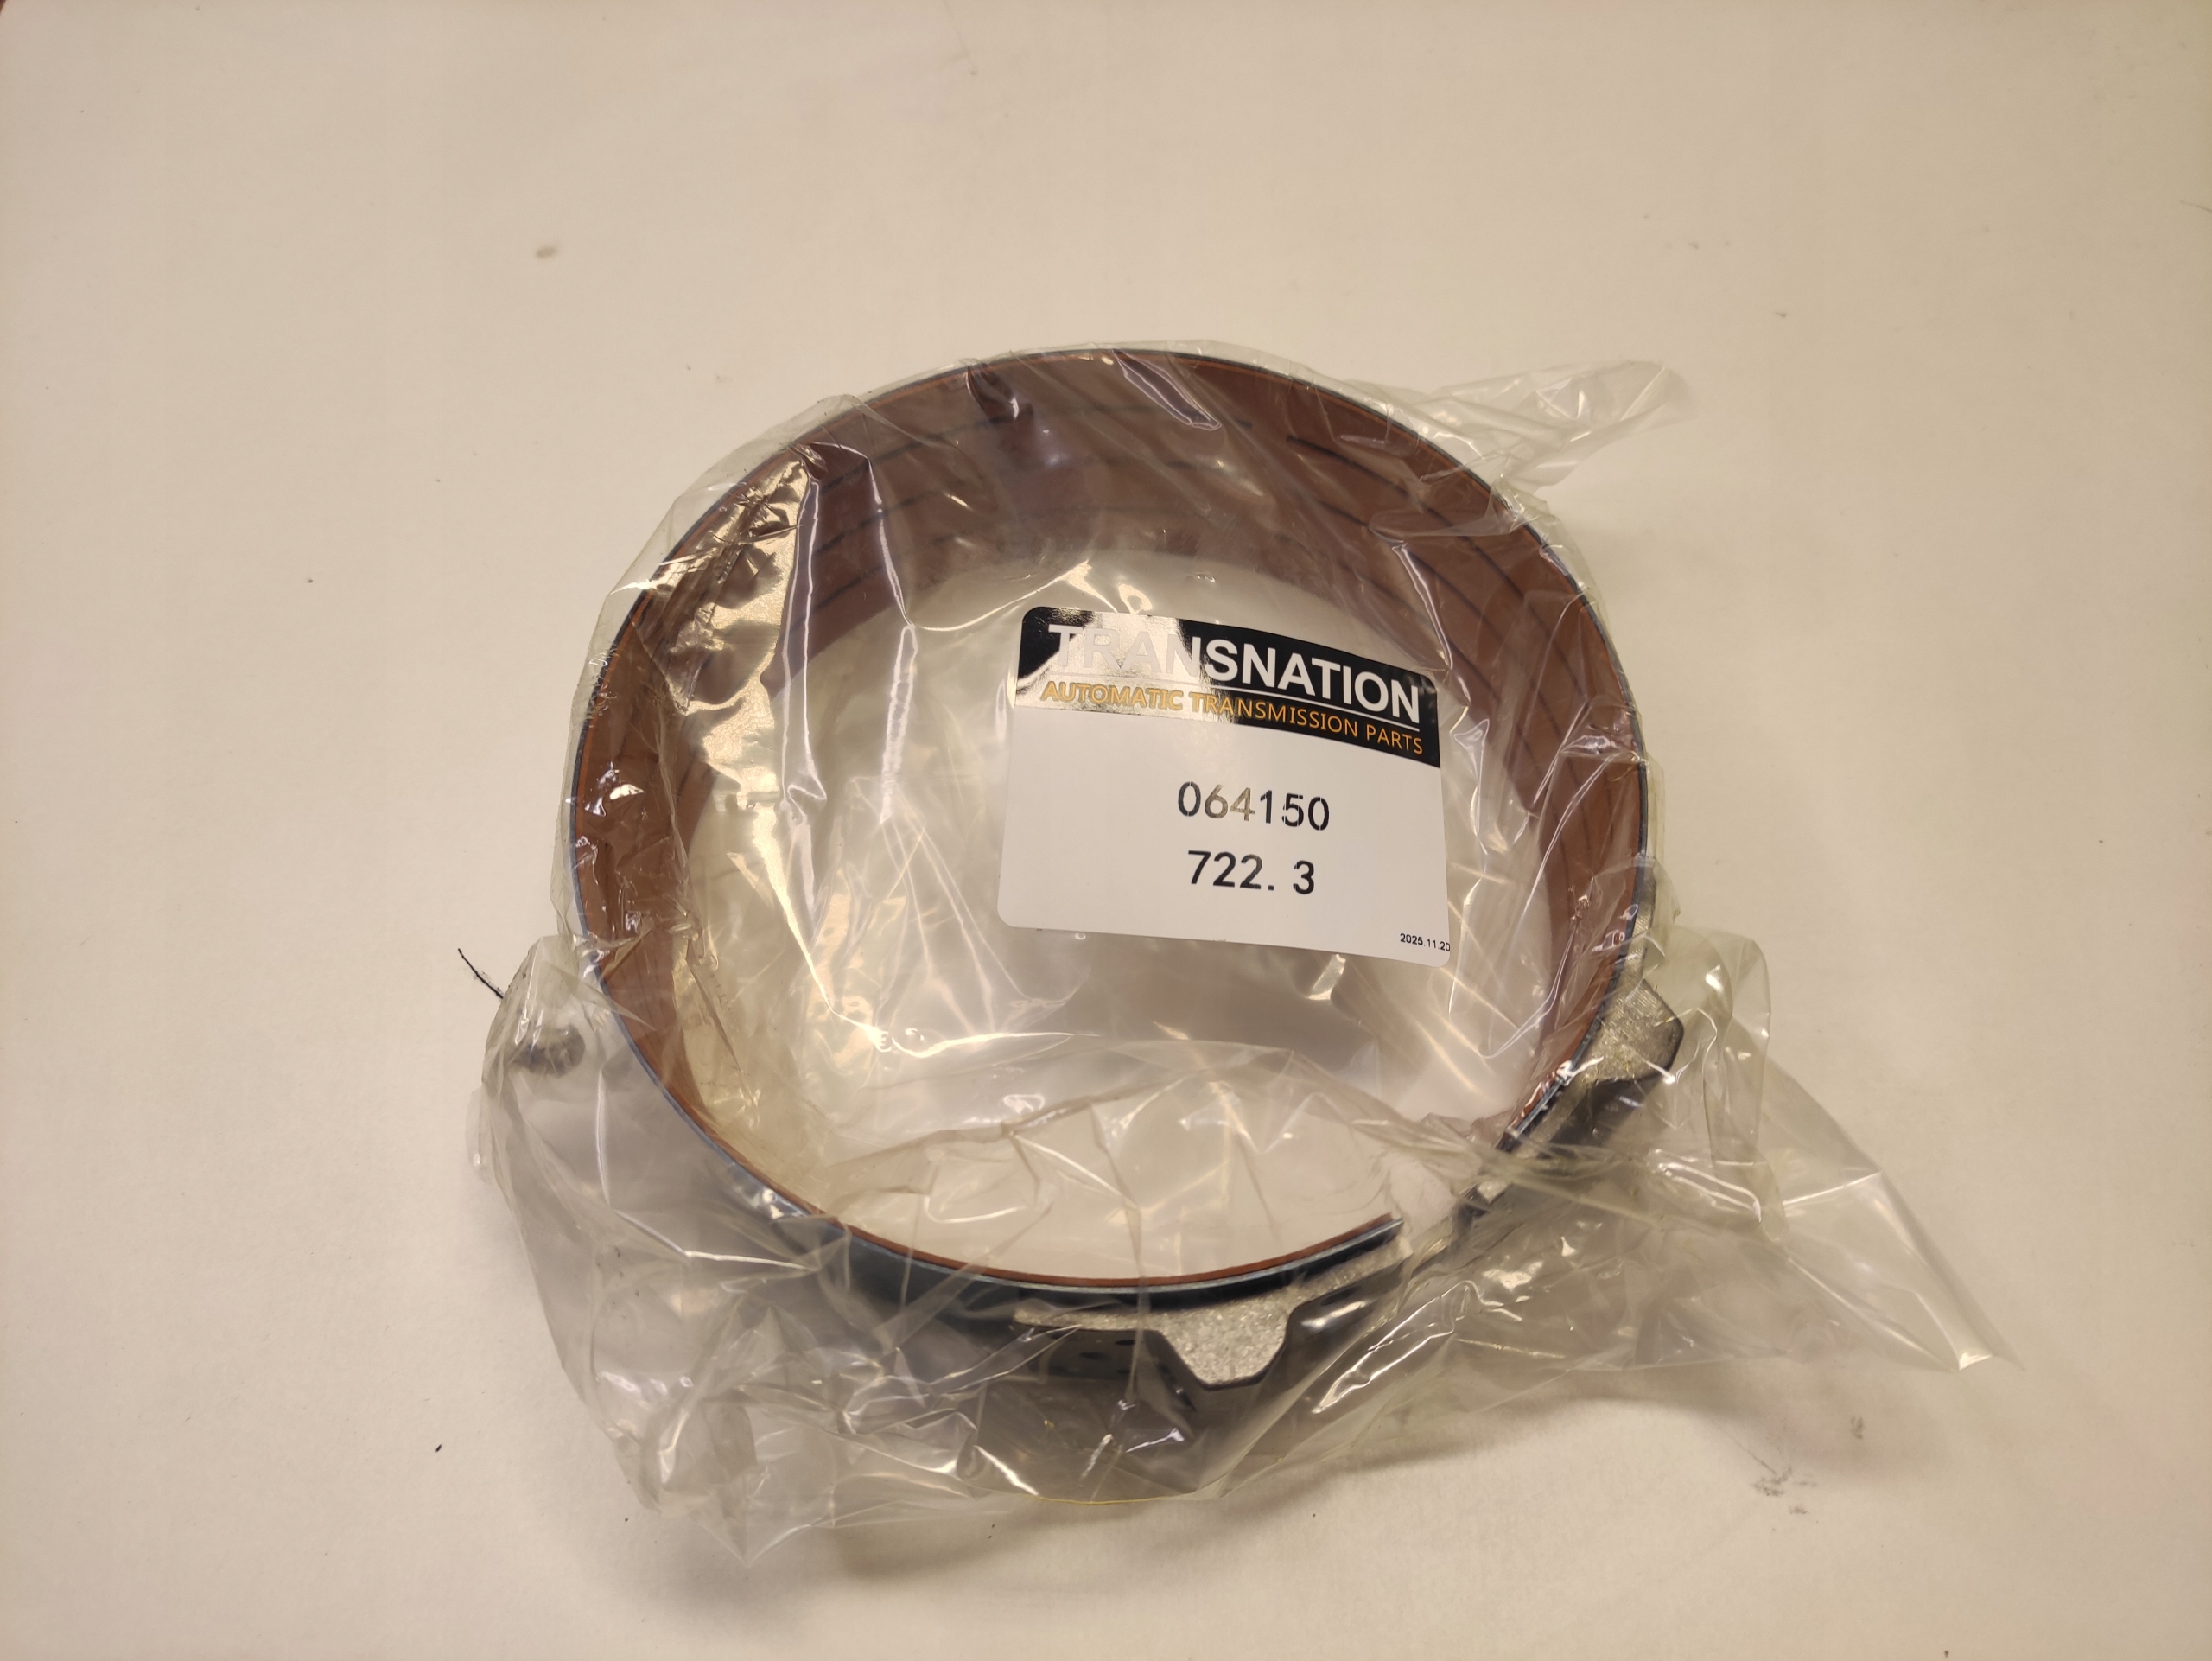 TRANSNATION
AUTOMATIC TRANSMISSION PARTS
064150
722. 3
2025.11.20